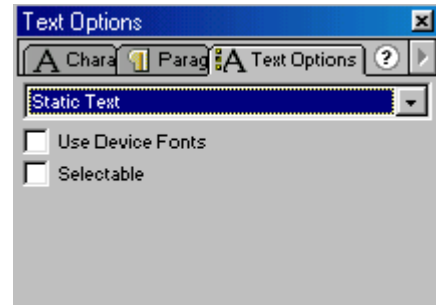 Text Options
A Chara ¶ Parag A Text Options ?
Static Text
Use Device Fonts
Selectable